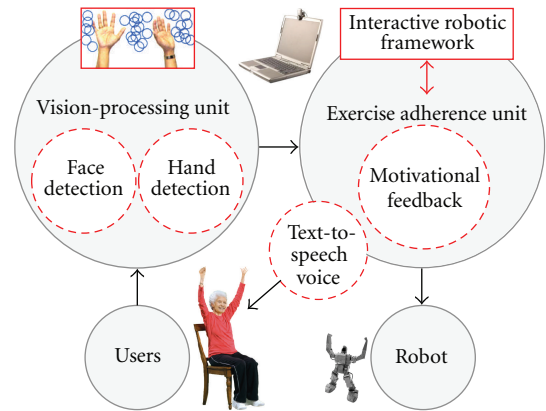 Interactive robotic
framework
Vision-processing unit
Exercise adherence unit
Face
detection
Hand
detection
Motivational
feedback
Text-to-
speech
voice
Users
Robot